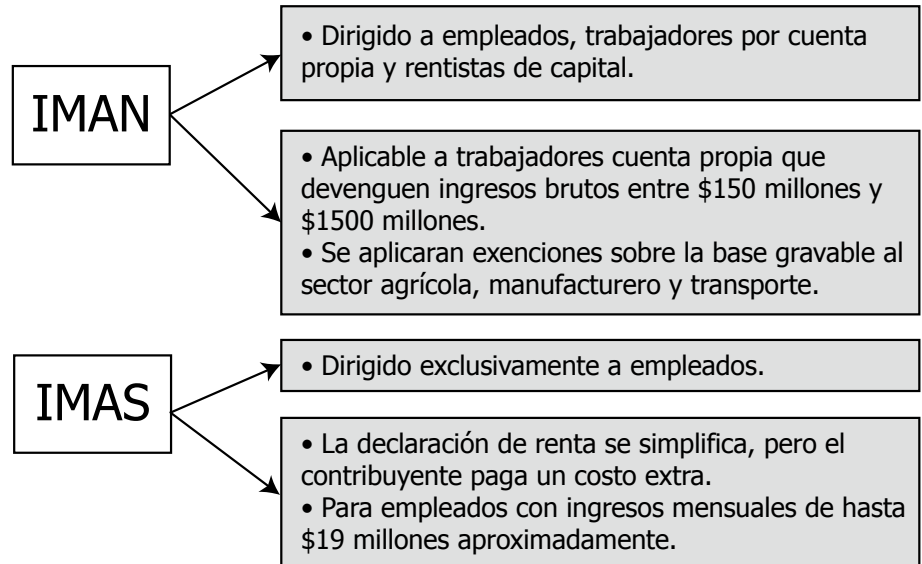 IMAN
• Dirigido a empleados, trabajadores por cuenta
propia y rentistas de capital.
• Aplicable a trabajadores cuenta propia que
devenguen ingresos brutos entre $150 millones y
$1500 millones.
• Se aplicaran exenciones sobre la base gravable al
sector agrícola, manufacturero y transporte.
IMAS
• Dirigido exclusivamente a empleados.
• La declaración de renta se simplifica, pero el
contribuyente paga un costo extra.
• Para empleados con ingresos mensuales de hasta
$19 millones aproximadamente.